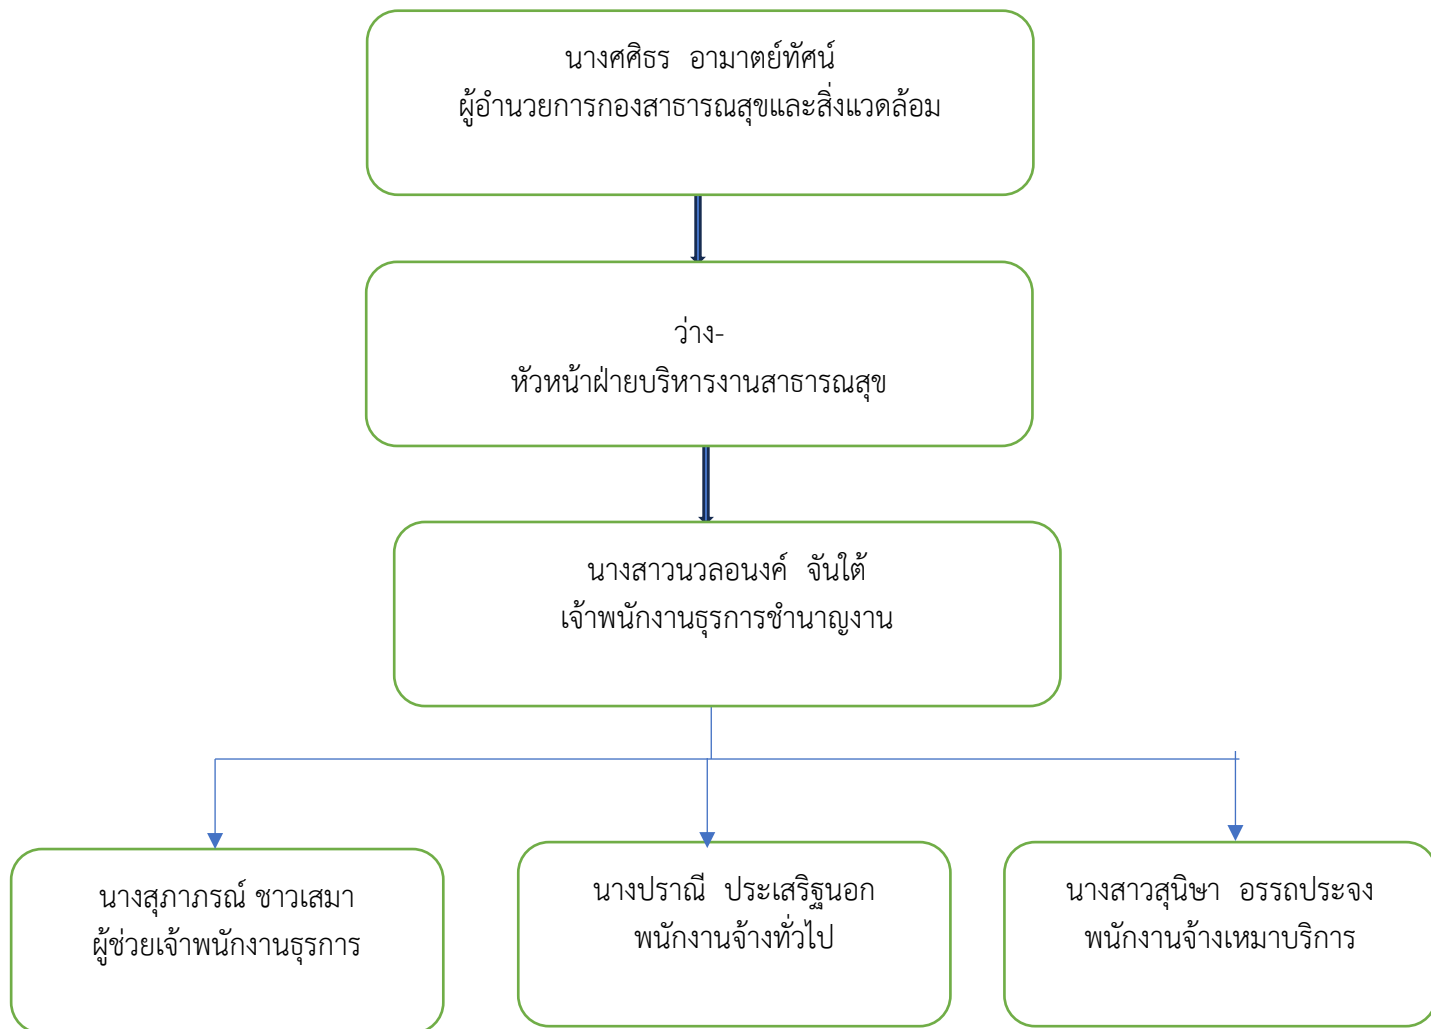 นางศศิธร  อามาตย์ทัศน์
ผู้อำนวยการกองสาธารณสุขและสิ่งแวดล้อม
ว่าง-
หัวหน้าฝ่ายบริหารงานสาธารณสุข
นางสาวนวลอนงค์  จันใต้
เจ้าพนักงานธุรการชำนาญงาน
นางสุภาภรณ์ ชาวเสมา
ผู้ช่วยเจ้าพนักงานธุรการ
นางปราณี  ประเสริฐนอก
พนักงานจ้างทั่วไป
นางสาวสุนิษา  อรรถประจง
พนักงานจ้างเหมาบริการ